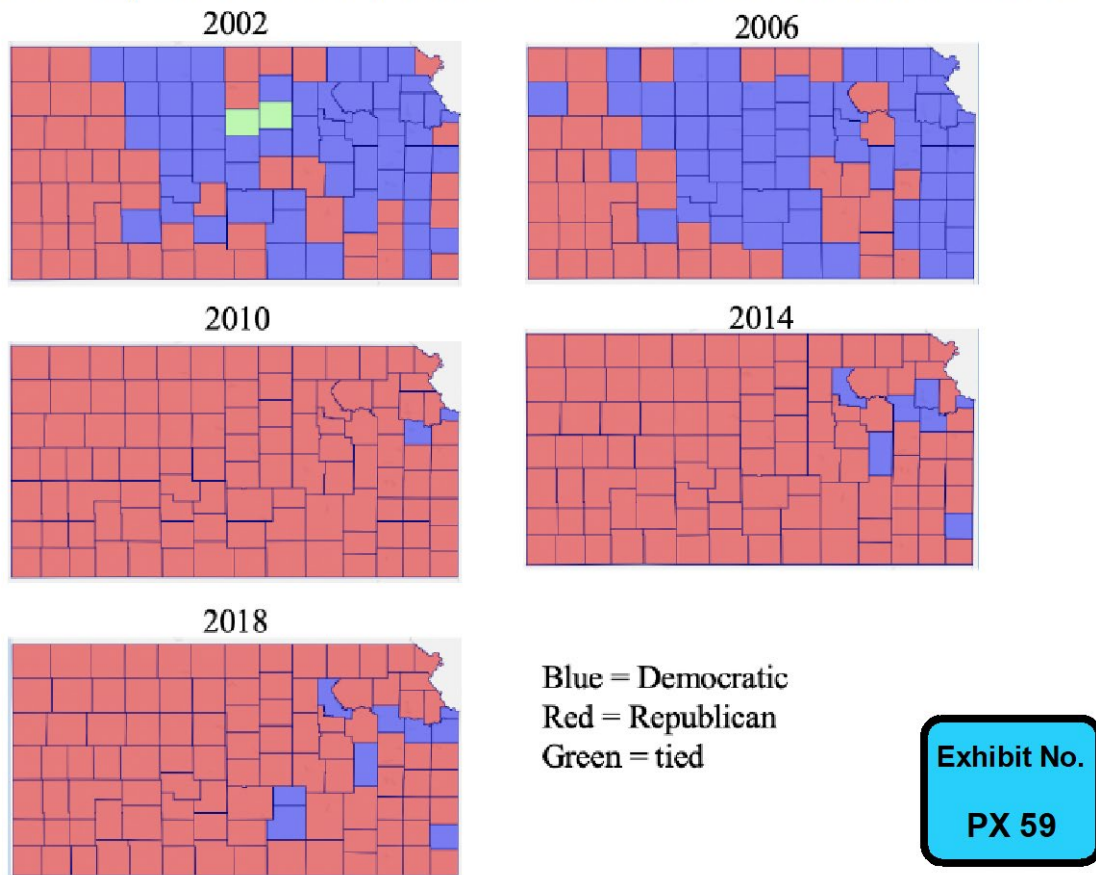 2002
2006
2010
2014
2018
Blue = Democratic
Red = Republican
Green = tied
Exhibit No.
PX 59